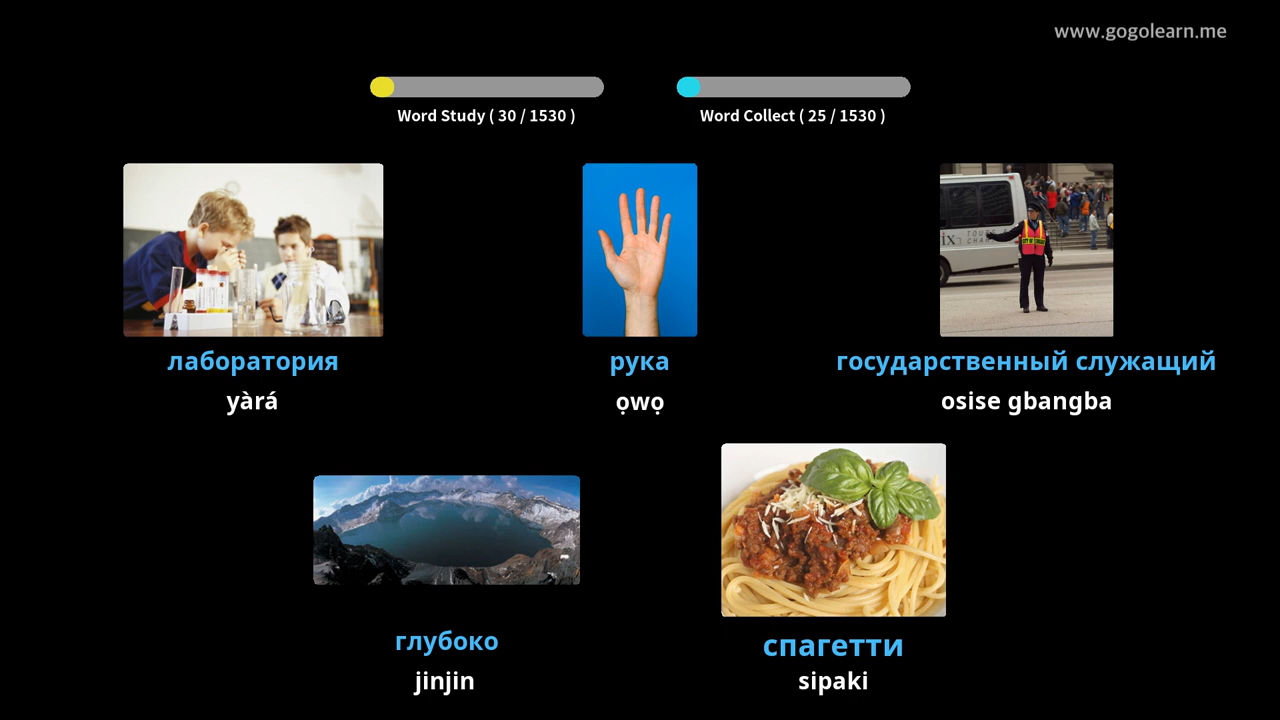 www.gogolearn.me
Word Study ( 30 / 1530 )
Word Collect ( 25 / 1530 )
лаборатория
yàrá
рука
ọwọ
государственный служащий
osise gbangba
глубоко
jinjin
спагетти
sipaki